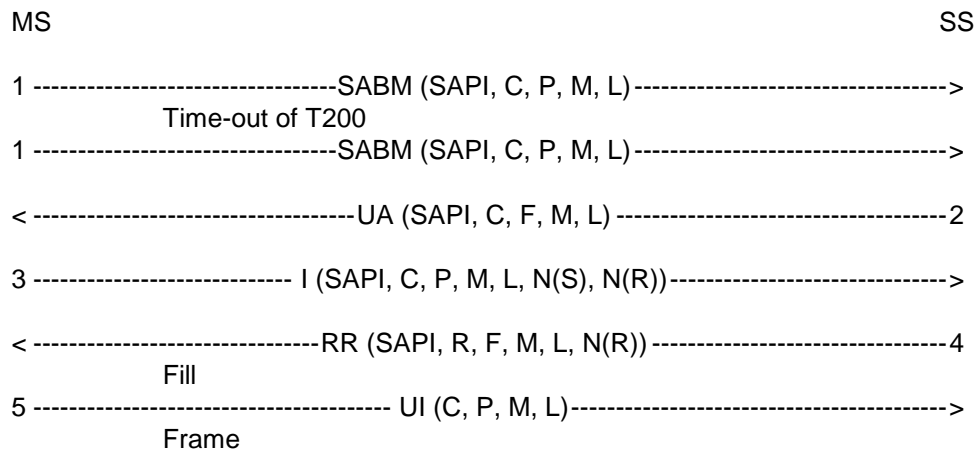 MS SS
1 ----------------------------------SABM (SAPI, C, P, M, L)-----------------------------------> 
Time-out of T200
1 ----------------------------------SABM (SAPI, C, P, M, L)----------------------------------->
< ------------------------------------UA (SAPI, C, F, M, L) -------------------------------------2
3 ----------------------------- I (SAPI, C, P, M, L, N(S), N(R))------------------------------->
< --------------------------------RR (SAPI, R, F, M, L, N(R)) ---------------------------------4
Fill
5 ---------------------------------------- UI (C, P, M, L)------------------------------------------>
Frame